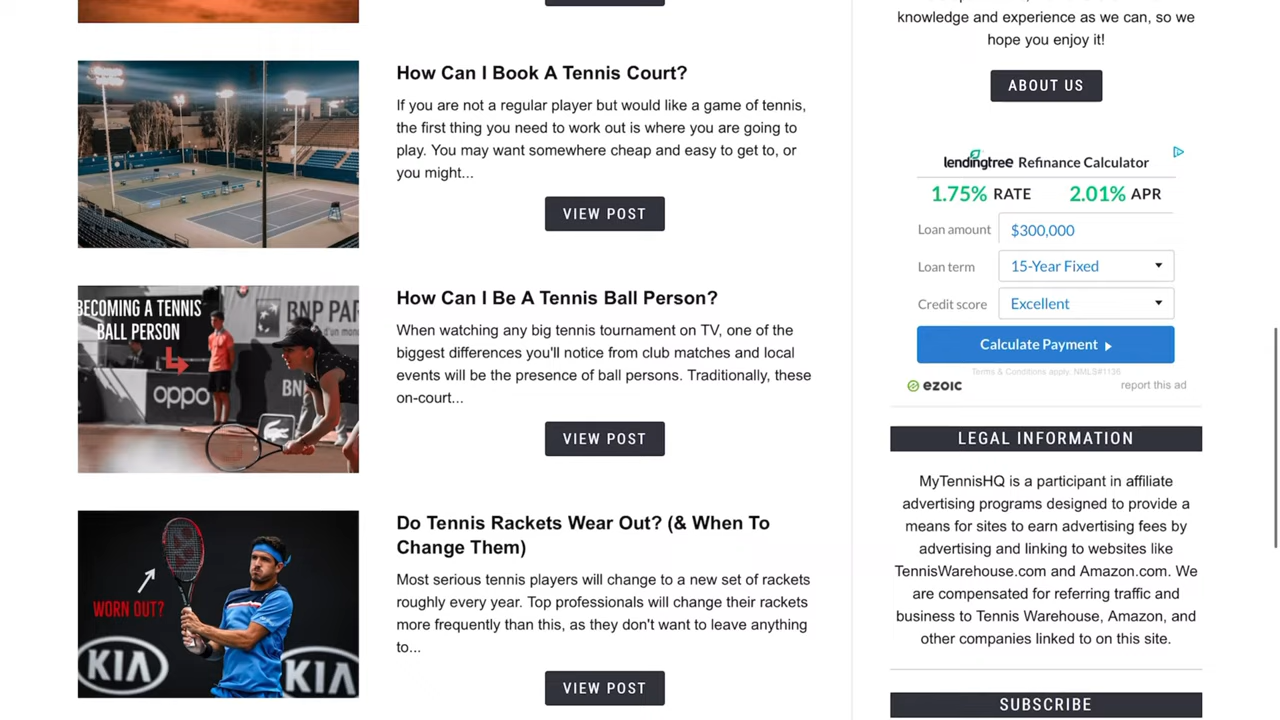 How Can I Book A Tennis Court?
If you are not a regular player but would like a game of tennis,
the first thing you need to work out is where you are going to
play. You may want somewhere cheap and easy to get to, or
you might...
VIEW POST
BECOMING A TENNIS
BALL PERSON
BNP PAR
oppo
BN
How Can I Be A Tennis Ball Person?
When watching any big tennis tournament on TV, one of the
biggest differences you'll notice from club matches and local
events will be the presence of ball persons. Traditionally, these
on-court...
VIEW POST
WORN OUT?
KIA
KIA
Do Tennis Rackets Wear Out? (& When To
Change Them)
Most serious tennis players will change to a new set of rackets
roughly every year. Top professionals will change their rackets
more frequently than this, as they don't want to leave anything
to...
VIEW POST
knowledge and experience as we can, so we
hope you enjoy it!
ABOUT US
lendingtree Refinance Calculator
1.75% RATE 2.01% APR
Loan amount $300,000
Loan term 15-Year Fixed
Credit score Excellent
Calculate Payment
Terms & Conditions apply. NMLS#1136
ezoic report this ad
LEGAL INFORMATION
MyTennisHQ is a participant in affiliate
advertising programs designed to provide a
means for sites to earn advertising fees by
advertising and linking to websites like
TennisWarehouse.com and Amazon.com. We
are compensated for referring traffic and
business to Tennis Warehouse, Amazon, and
other companies linked to on this site.
SUBSCRIBE